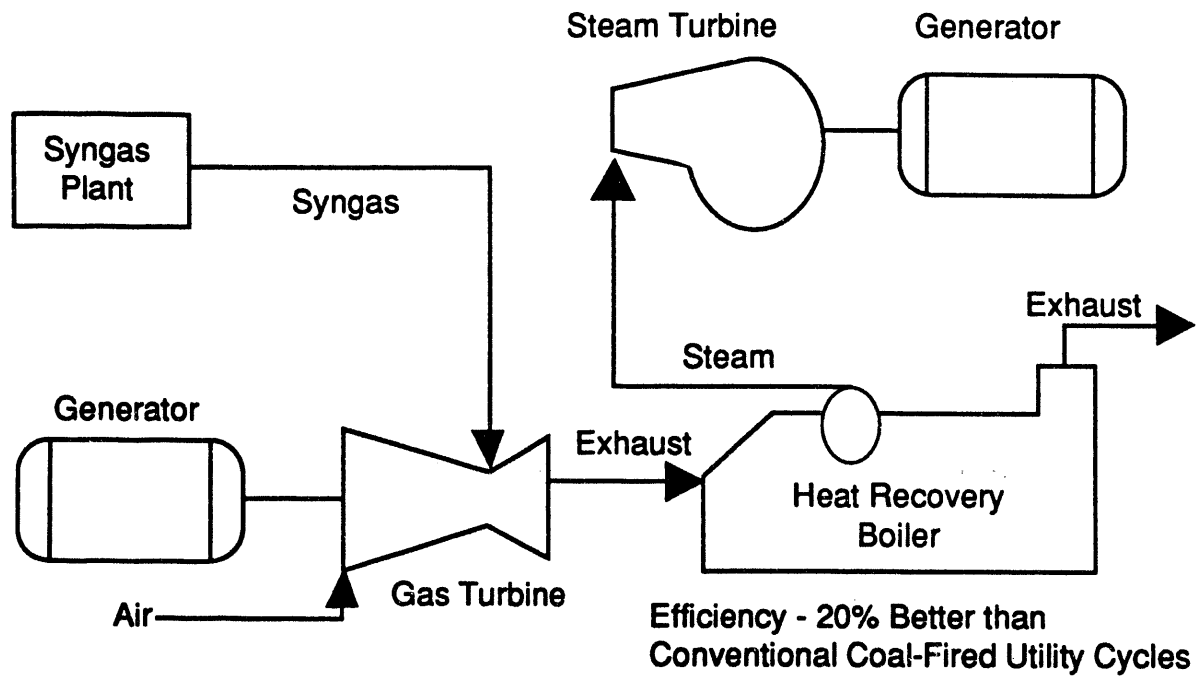 Steam Turbine
Generator
Syngas
Plant
Syngas
Exhaust
Steam
Generator
Exhaust
Heat Recovery
Boiler
Gas Turbine
Air
Efficiency - 20% Better than
Conventional Coal-Fired Utility Cycles